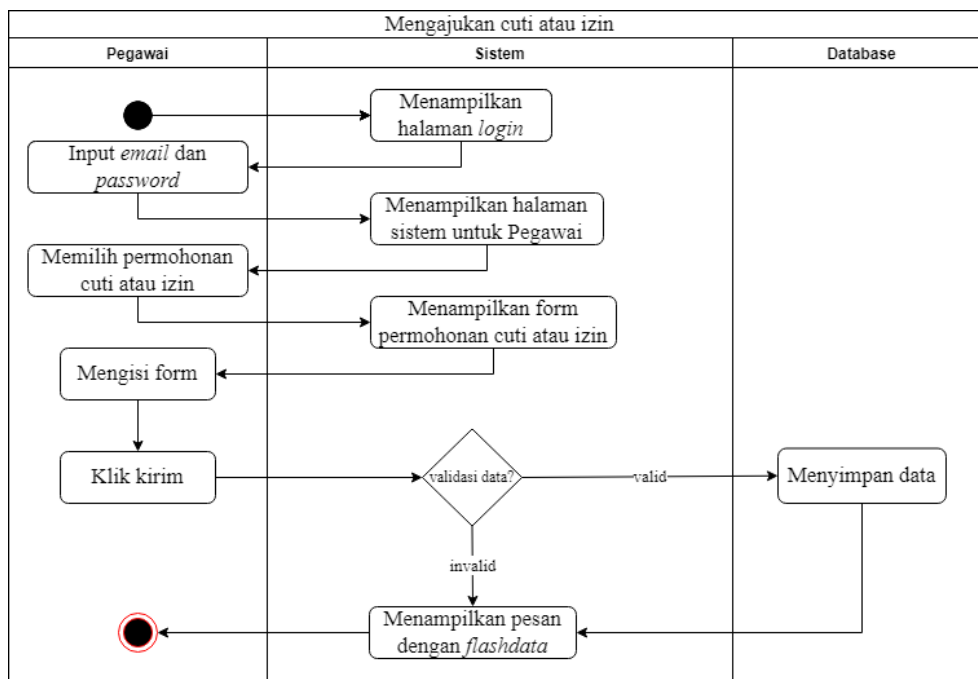 Mengajukan cuti atau izin
Pegawai
Sistem
Database
Menampilkan
halaman login
Input email dan
password
Menampilkan halaman
sistem untuk Pegawai
Memilih permohonan
cuti atau izin
Menampilkan form
permohonan cuti atau izin
Mengisi form
Klik kirim
validasi data?
valid
Menyimpan data
invalid
Menampilkan pesan
dengan flashdata